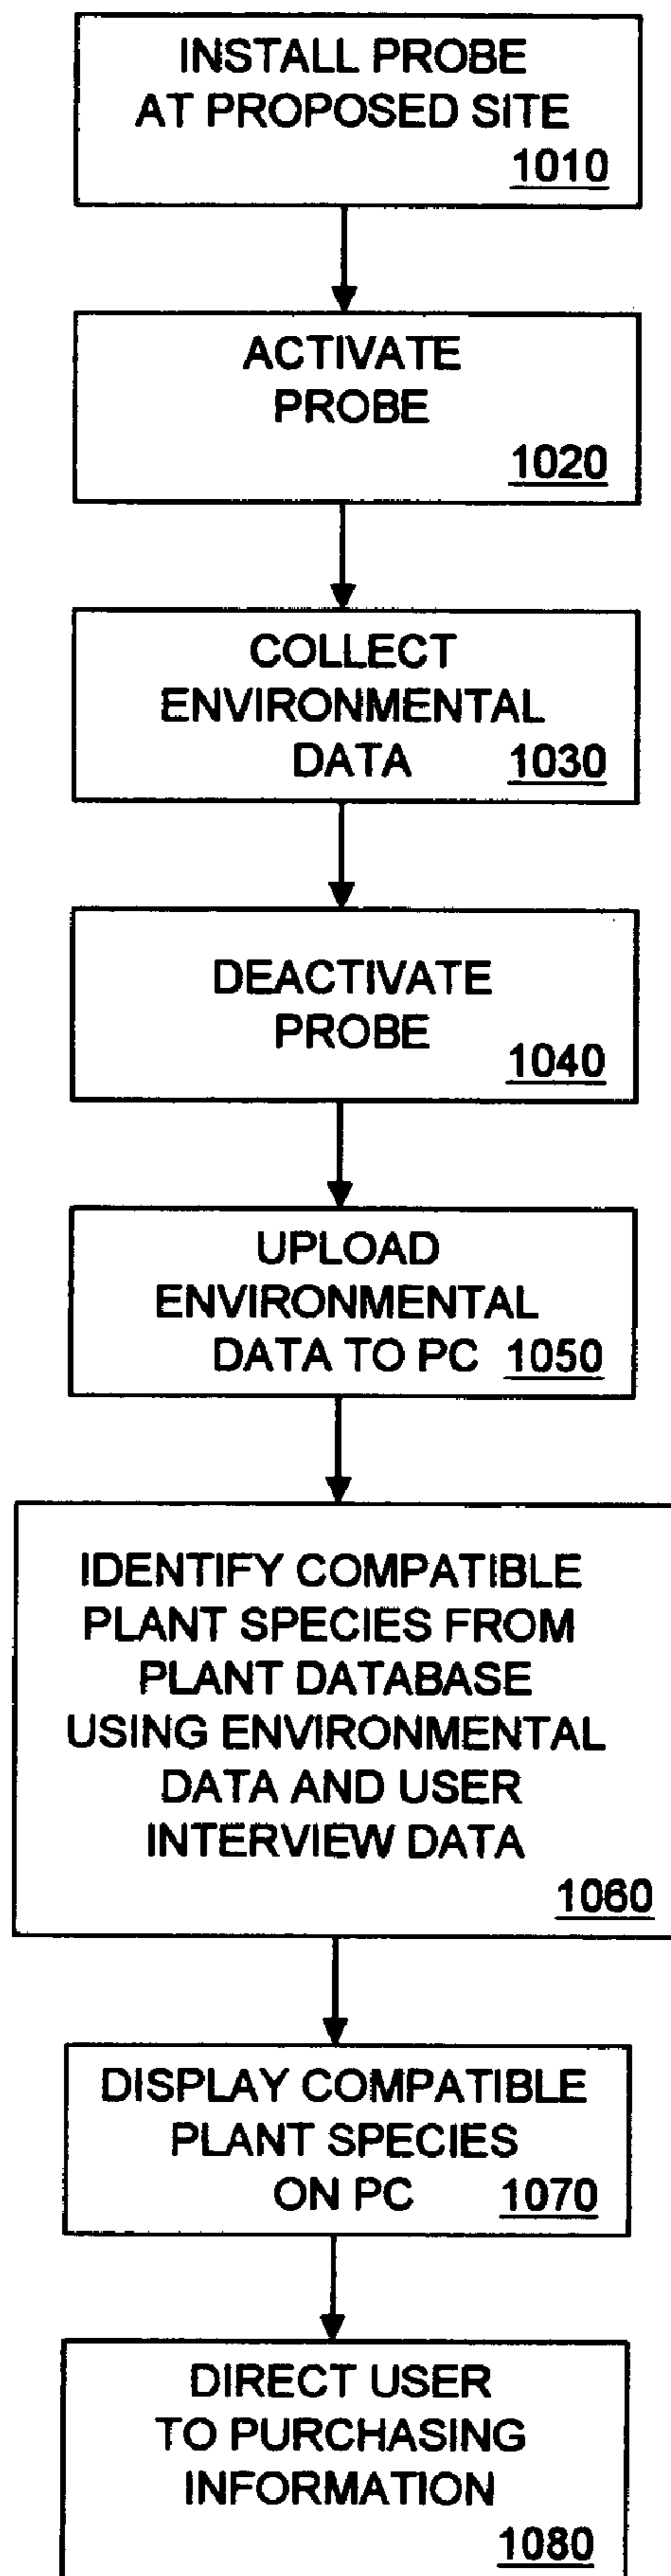 INSTALL PROBE
AT PROPOSED SITE
1010
ACTIVATE
PROBE
1020
COLLECT
ENVIRONMENTAL
DATA 1030
DEACTIVATE
PROBE
1040
UPLOAD
ENVIRONMENTAL
DATA TO PC 1050
IDENTIFY COMPATIBLE
PLANT SPECIES FROM
PLANT DATABASE
USING ENVIRONMENTAL
DATA AND USER
INTERVIEW DATA
1060
DISPLAY COMPATIBLE
PLANT SPECIES
ON PC 1070
DIRECT USER
TO PURCHASING
INFORMATION
1080